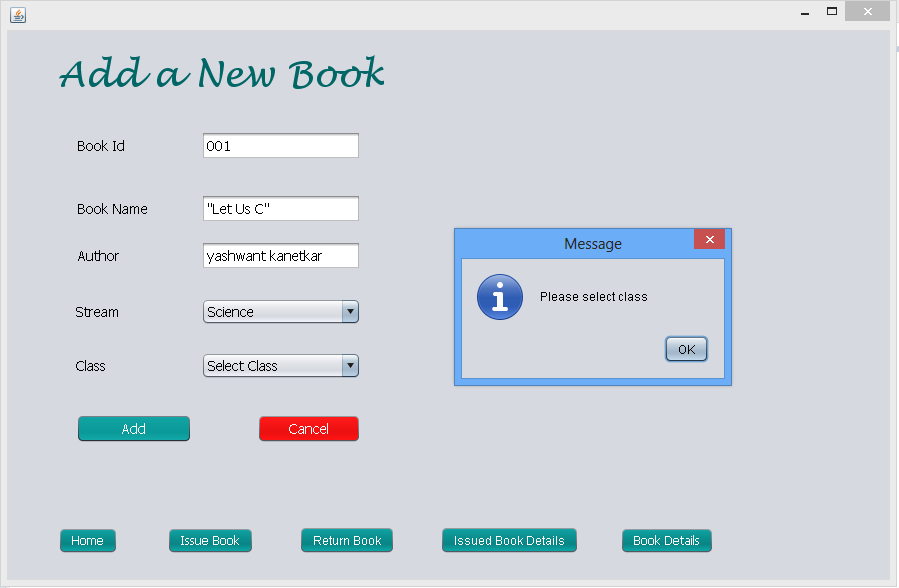 Add a New Book
Book Id 001
Book Name "Let Us C"
Author yashwant kanetkar
Stream Science
Class Select Class
Add Cancel
Message
Please select class
OK
Home Issue Book Return Book Issued Book Details Book Details